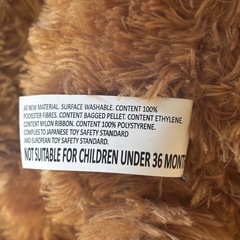 All NEW MATERIAL. SURFACE WASHABLE. CONTENT 100%
POLYESTER FIBRES. CONTENT BAGGED PELLET. CONTENT ETHYLENE.
CONTENT NYLON RIBBON. CONTENT 100% POLYSTYRENE.
COMPLIES TO JAPANESE TOY SAFETY STANDARD
AND EUROPEAN TOY SAFETY STANDARD
NOT SUITABLE FOR CHILDREN UNDER 36 MONT